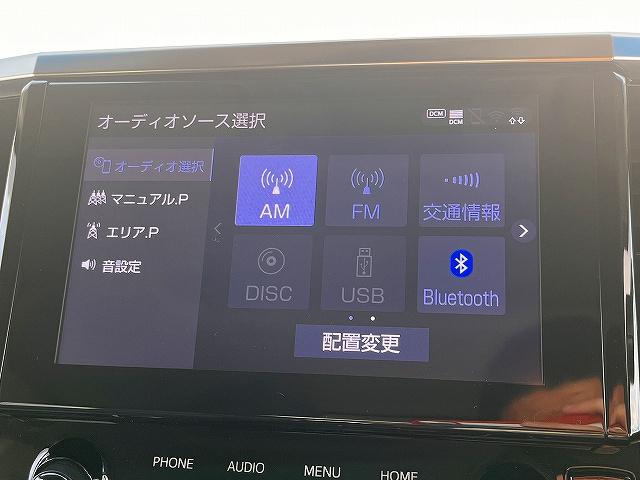 オーディオソース選択
DCM
DCM
オーディオ選択
マニュアル.P
エリア.P
音設定
AM
FM
交通情報
DISC
USB
Bluetooth
配置変更
PHONE
AUDIO
MENU
HOME